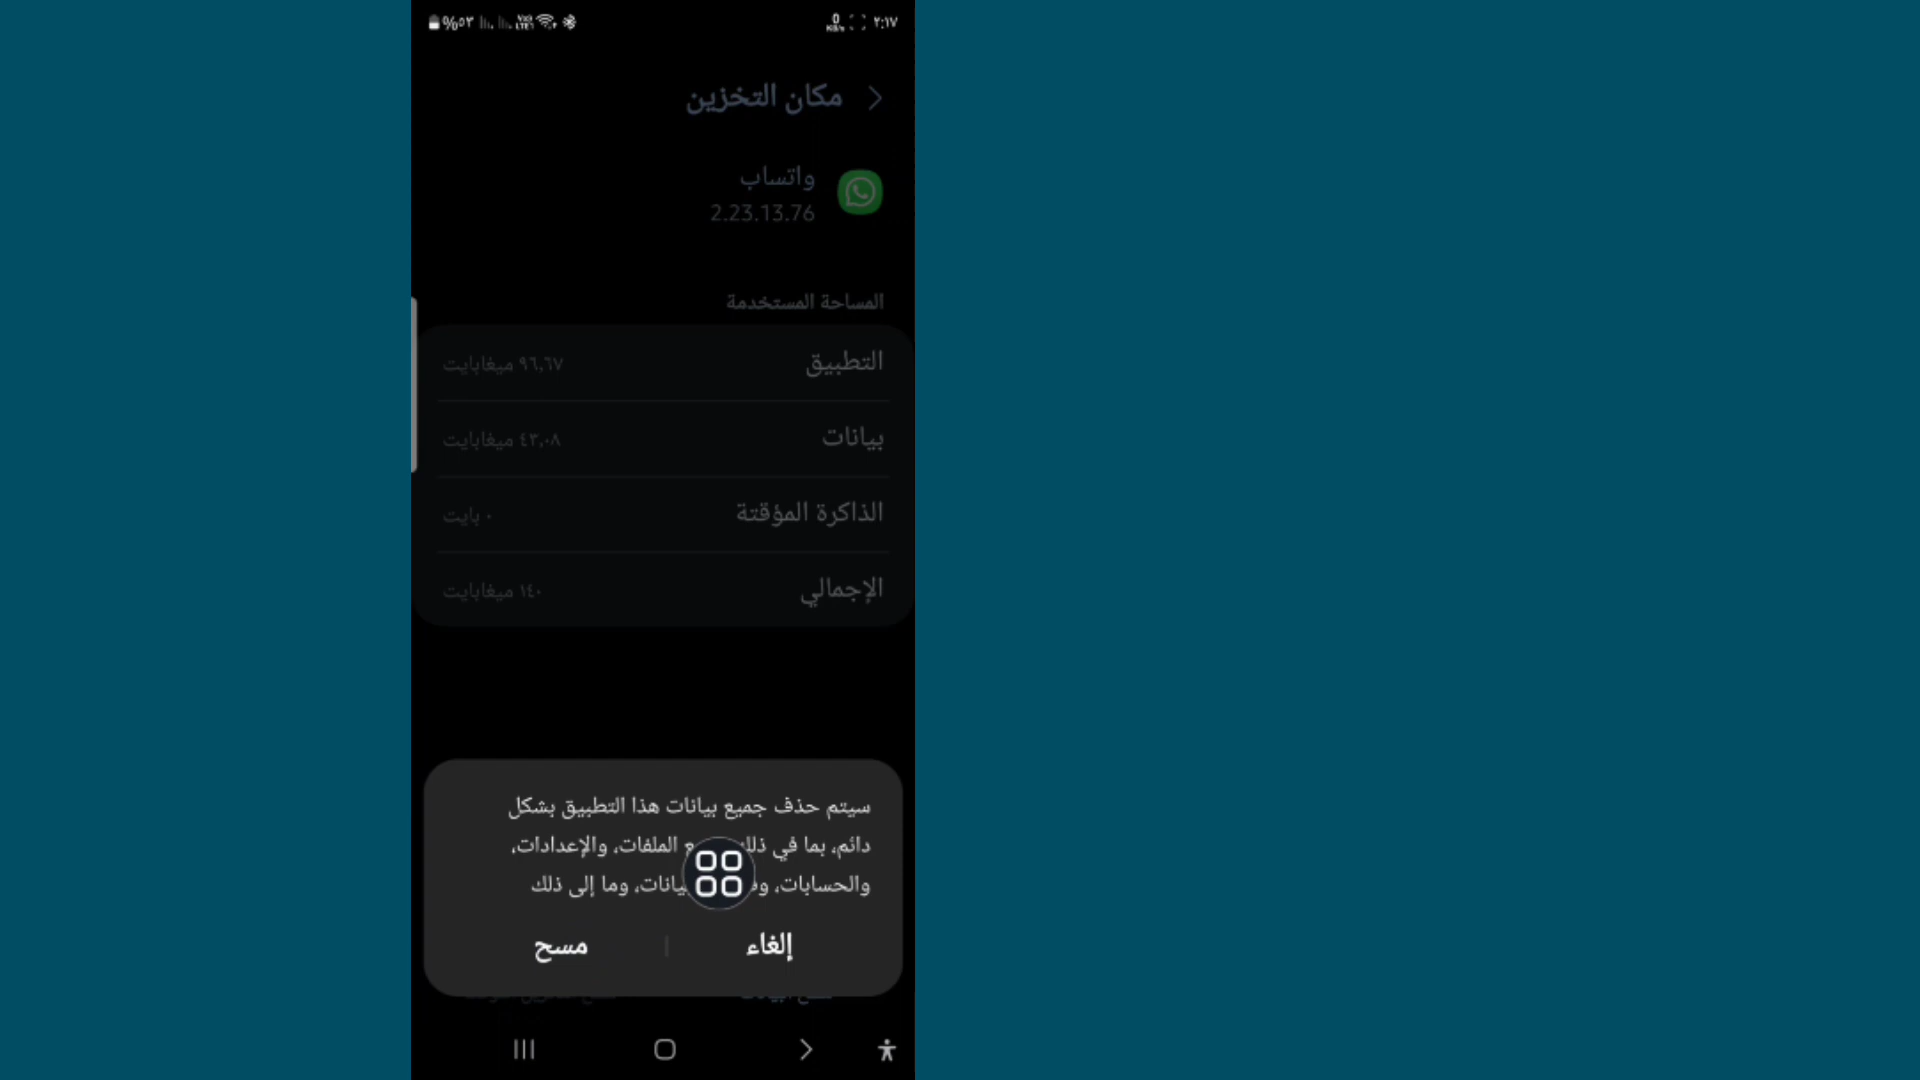 %٥٣
٢:١٧
مكان التخزين
واتساب
2.23.13.76
المساحة المستخدمة
التطبيق ٩٦,٦٧ ميغابايت
بيانات ٤٣,٠٨ ميغابايت
الذاكرة المؤقتة ٠ بايت
الإجمالي ١٤٠ ميغابايت
سيتم حذف جميع بيانات هذا التطبيق بشكل
دائم، بما في ذلك الملفات، والإعدادات،
والحسابات، وما إلى ذلك
إلغاء مسح